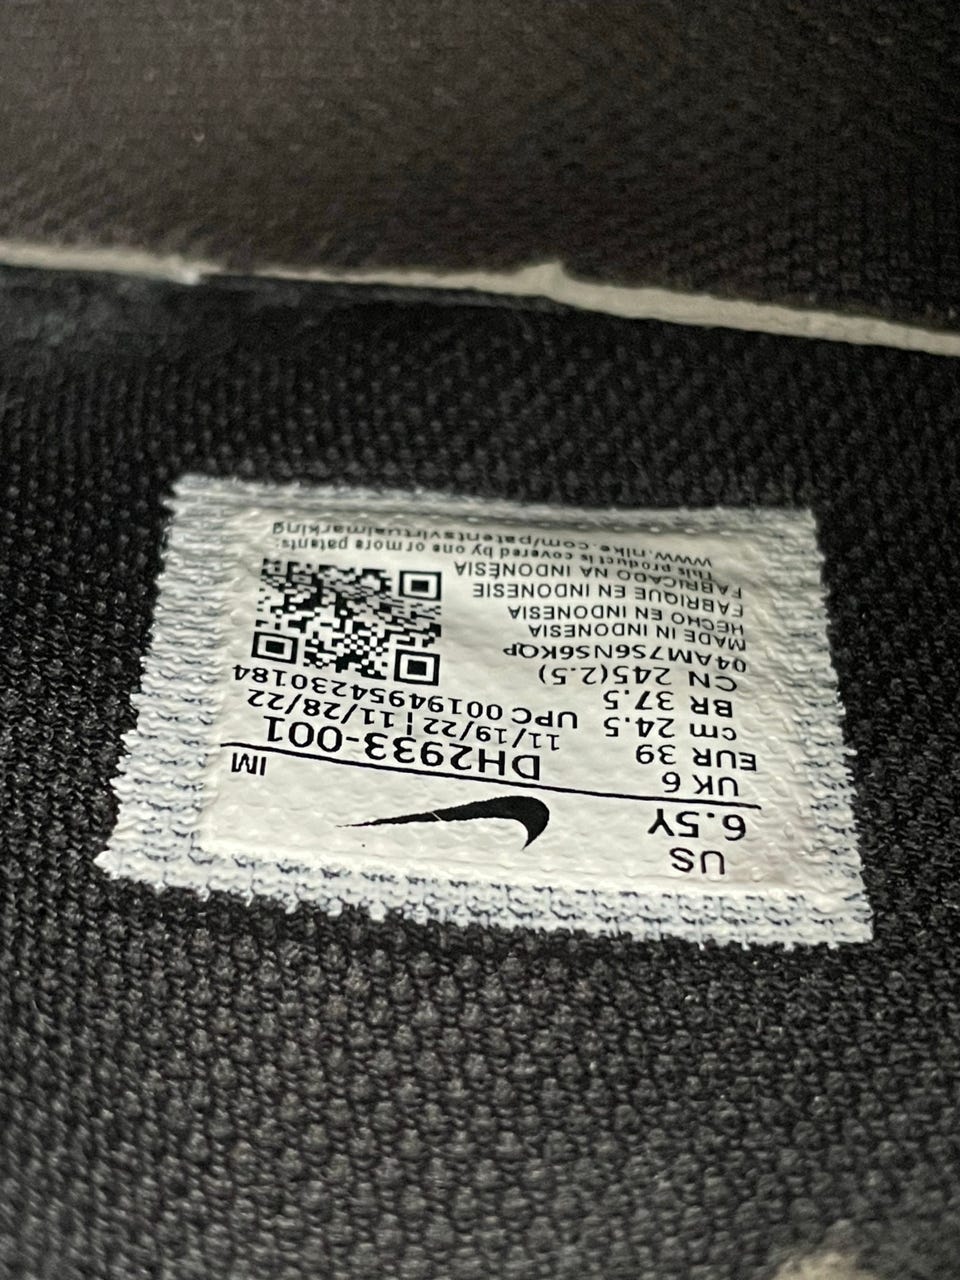 US
6.5Y
UK 6
EUR 39
cm 24.5
BR 37.5
CN 245(2.5)
IM
DH2933-001
11/19/22 ¦ 11/28/22
UPC 00194954230184
04AM7S6NS6KQP
MADE IN INDONESIA
HECHO EN INDONESIA
FABRIQUE EN INDONESIE
FABRICADO NA INDONÉSIA
This product is covered by one or more patents:
www.nike.com/patentsvirtualmarking